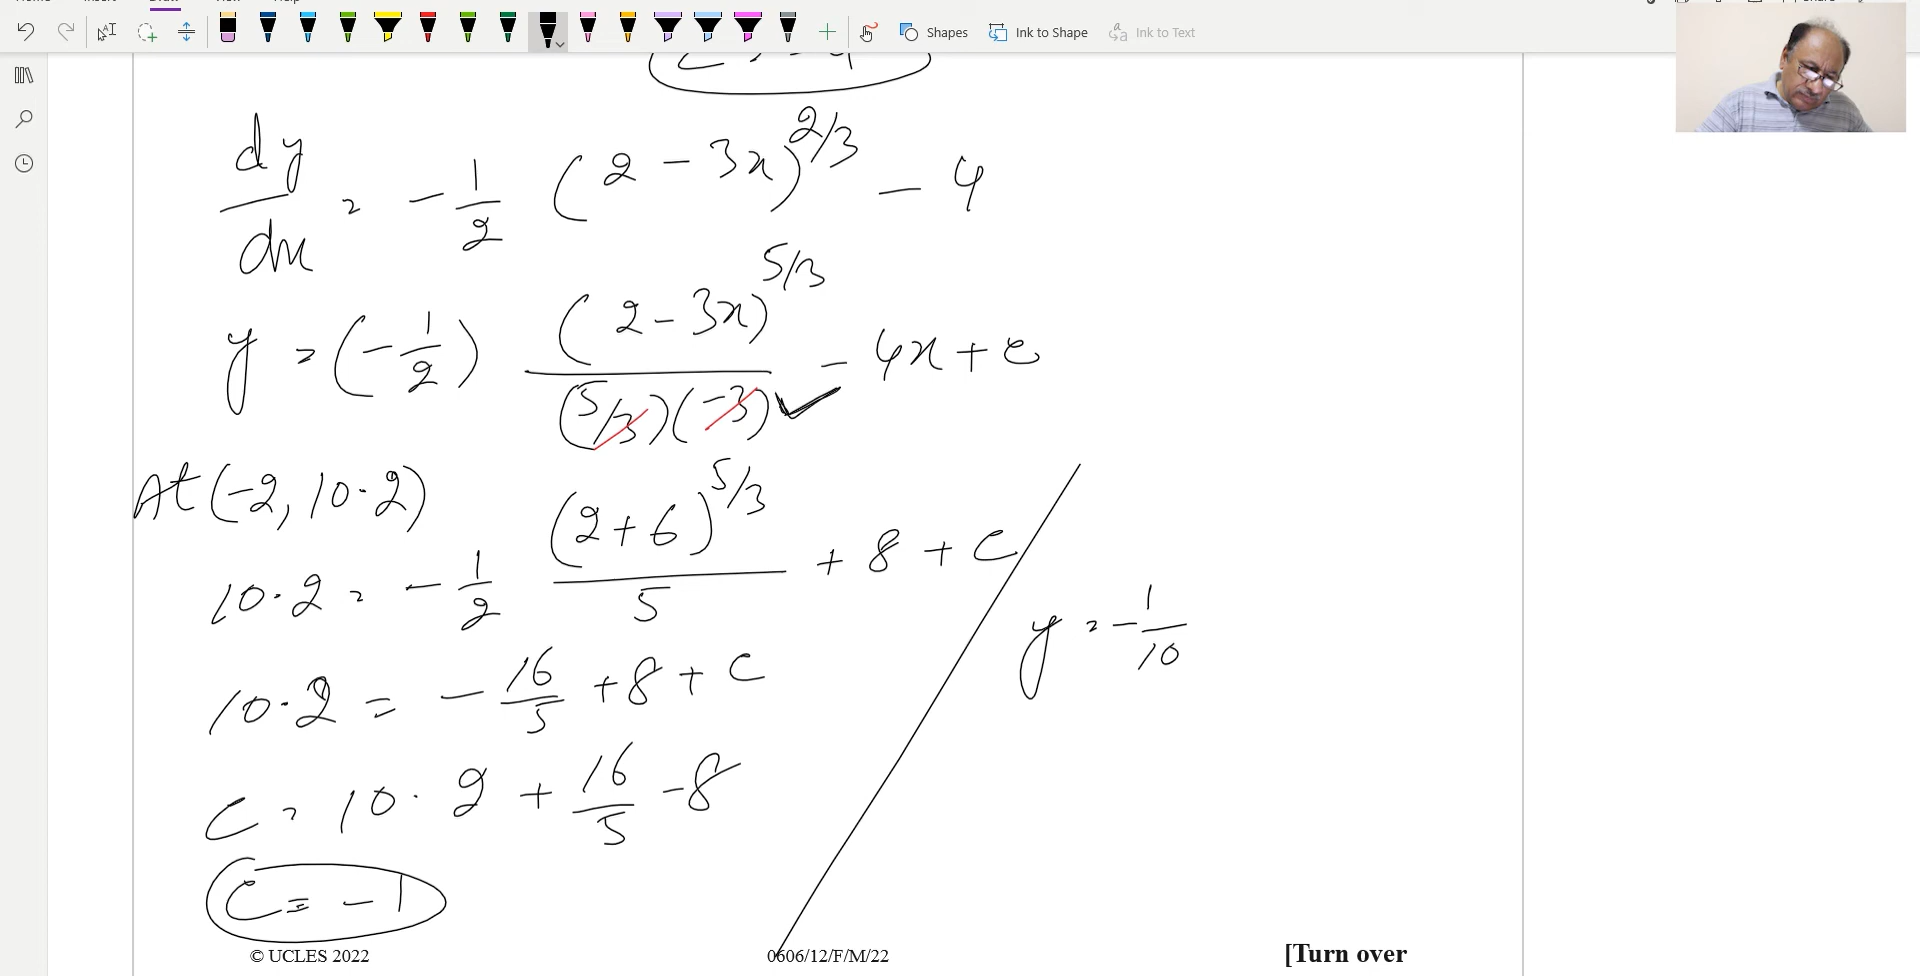 Shapes
Ink to Shape
Ink to Text
dy/dx = -1/2 (2 - 3x)^2/3 - 4
y = (-1/2) (2 - 3x)^5/3 / (5/3)(-3) - 4x + c
At (-2, 10.2)
10.2 = -1/2 (2 + 6)^5/3 / 5 + 8 + c
10.2 = -16/5 + 8 + c
c = 10.2 + 16/5 - 8
c = -1
y = -1/10
© UCLES 2022
0606/12/F/M/22
[Turn over